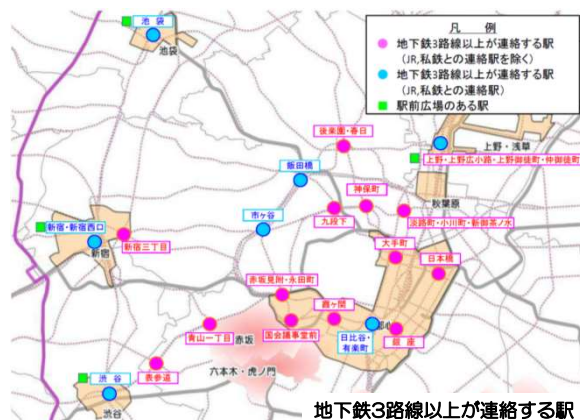 池袋
池袋
凡 例
地下鉄3路線以上が連絡する駅
(JR,私鉄との連絡駅を除く)
地下鉄3路線以上が連絡する駅
(JR,私鉄との連絡駅)
駅前広場のある駅
後楽園・春日
上野・浅草
上野・上野広小路・上野御徒町・仲御徒町
飯田橋
秋葉原
神保町
九段下
淡路町・小川町・新御茶ノ水
市ヶ谷
新宿・新宿西口
新宿三丁目
新宿
大手町
日本橋
赤坂見附・永田町
霞ヶ関
国会議事堂前
日比谷・
有楽町
都心
銀座
青山一丁目
赤坂
六本木・虎ノ門
表参道
渋谷
渋谷
地下鉄3路線以上が連絡する駅